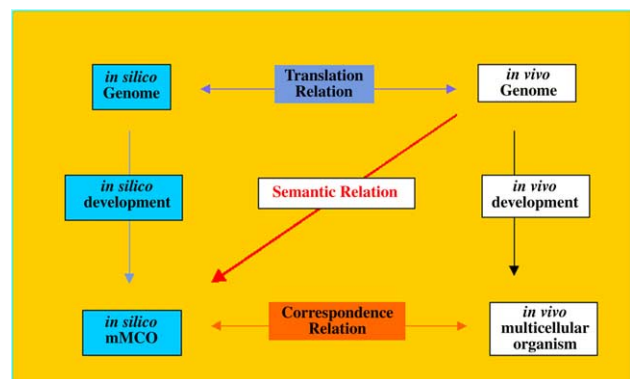 in silico
Genome
Translation
Relation
in vivo
Genome
in silico
development
Semantic Relation
in vivo
development
in silico
mMCO
Correspondence
Relation
in vivo
multicellular
organism